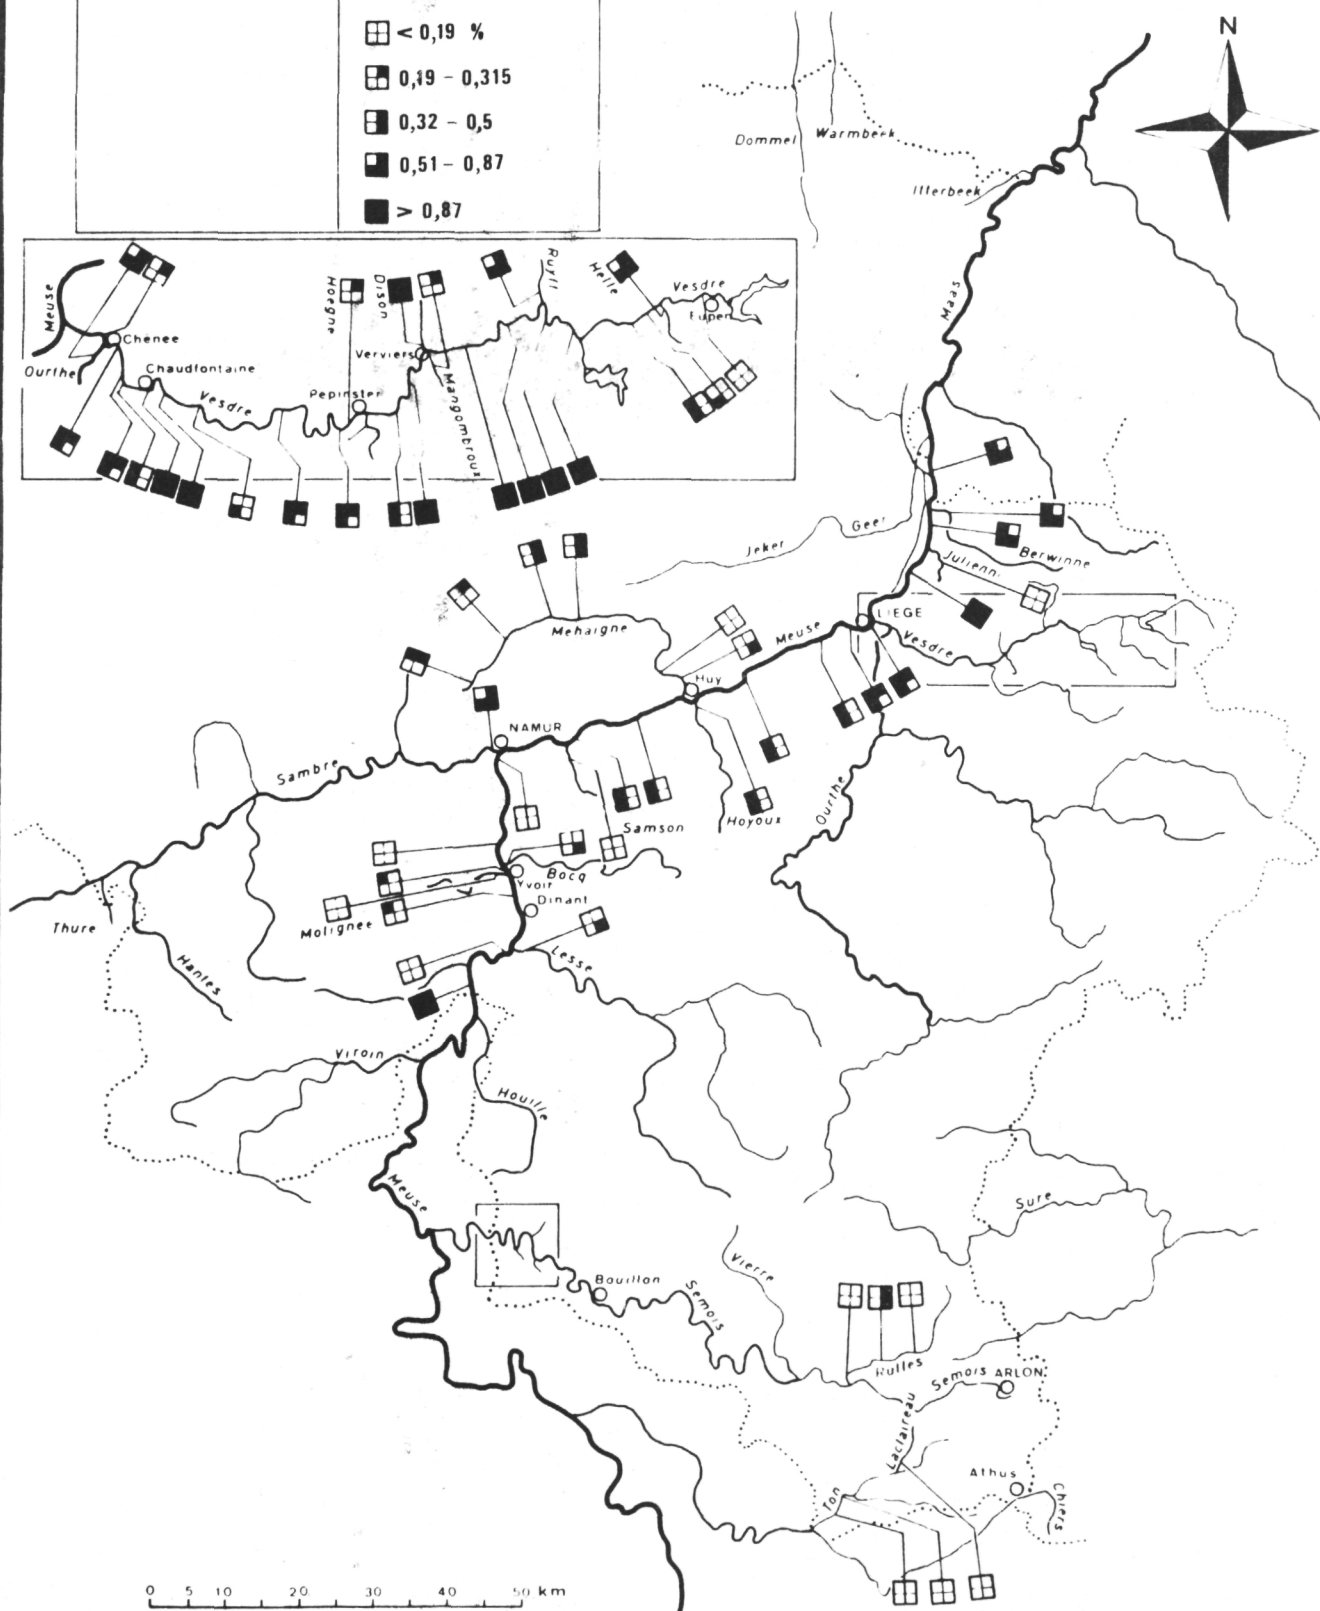 < 0,19 %
0,19 - 0,315
0,32 - 0,5
0,51 - 0,87
> 0,87
N
Dommel
Warmbeek
Itterbeek
Maas
Meuse
Ourthe
Chenee
Chaudfontaine
Vesdre
Hoegne
Pepinster
Dison
Verviers
Mangombroux
Ruyff
Helle
Vesdre
Eupen
Jeker
Geer
Berwinne
Julienn
LIEGE
Vesdre
Mehaigne
Meuse
Huy
NAMUR
Sambre
Samson
Hoyoux
Ourthe
Bocq
Yvoir
Dinant
Molignee
Thure
Hantes
Lesse
Viroin
Houille
Meuse
Bouillon
Semois
Vierre
Sure
Rulles
Semois
ARLON
Laclaireau
Ton
Athus
Chiers
0 5 10 20 30 40 50 km